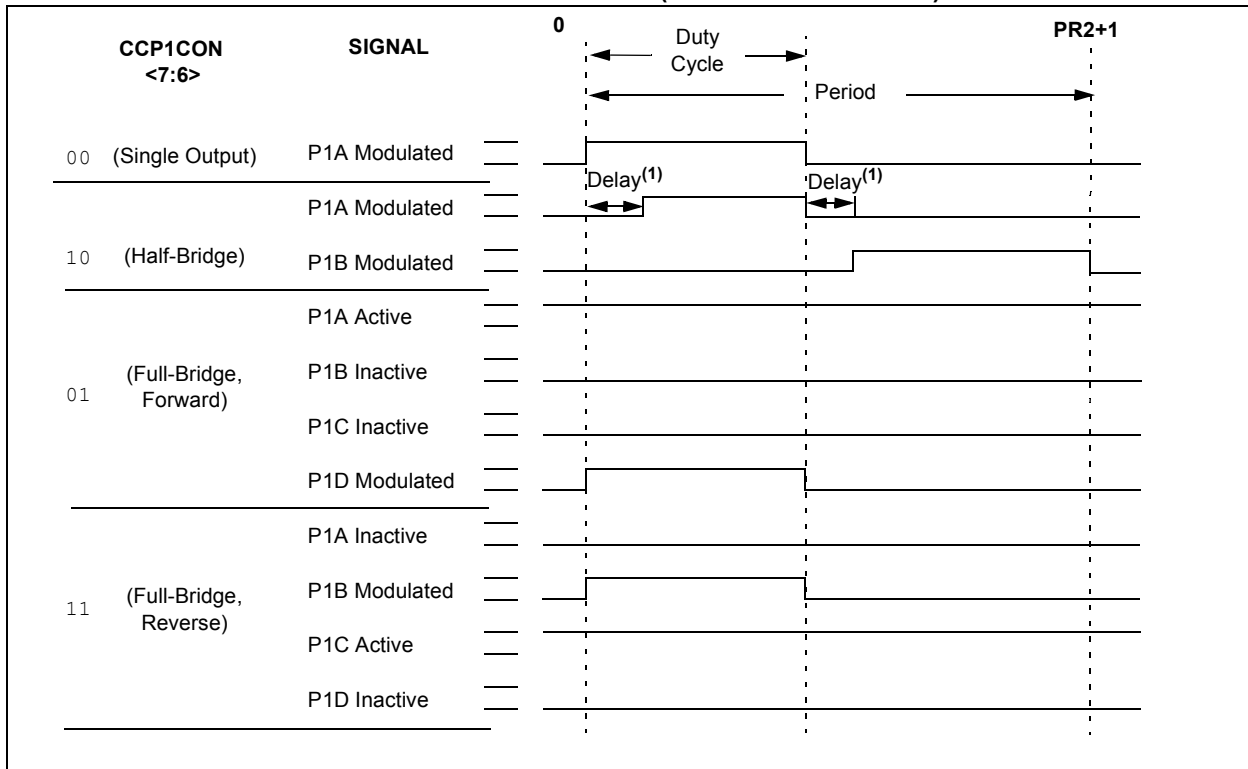 0
PR2+1
CCP1CON
<7:6>
SIGNAL
Duty
Cycle
Period
00 (Single Output) P1A Modulated
Delay(1) Delay(1)
P1A Modulated
10 (Half-Bridge) P1B Modulated
P1A Active
P1B Inactive
01 (Full-Bridge,
Forward)
P1C Inactive
P1D Modulated
P1A Inactive
P1B Modulated
11 (Full-Bridge,
Reverse)
P1C Active
P1D Inactive